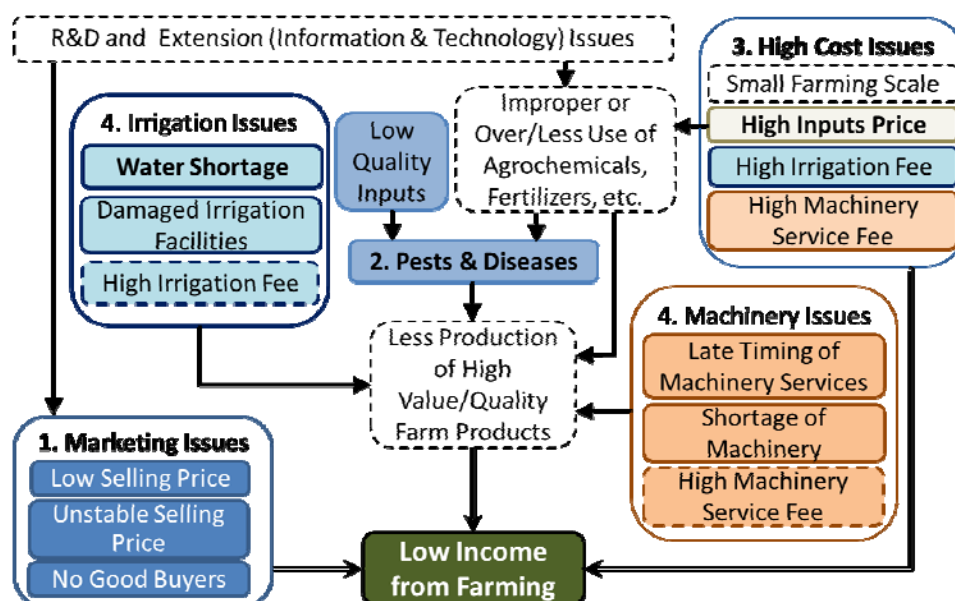 R&D and Extension (Information & Technology) Issues
3. High Cost Issues
Small Farming Scale
High Inputs Price
High Irrigation Fee
High Machinery
Service Fee
4. Irrigation Issues
Water Shortage
Damaged Irrigation
Facilities
High Irrigation Fee
Low
Quality
Inputs
Improper or
Over/Less Use of
Agrochemicals,
Fertilizers, etc.
2. Pests & Diseases
Less Production
of High
Value/Quality
Farm Products
4. Machinery Issues
Late Timing of
Machinery Services
Shortage of
Machinery
High Machinery
Service Fee
1. Marketing Issues
Low Selling Price
Unstable Selling
Price
No Good Buyers
Low Income
from Farming